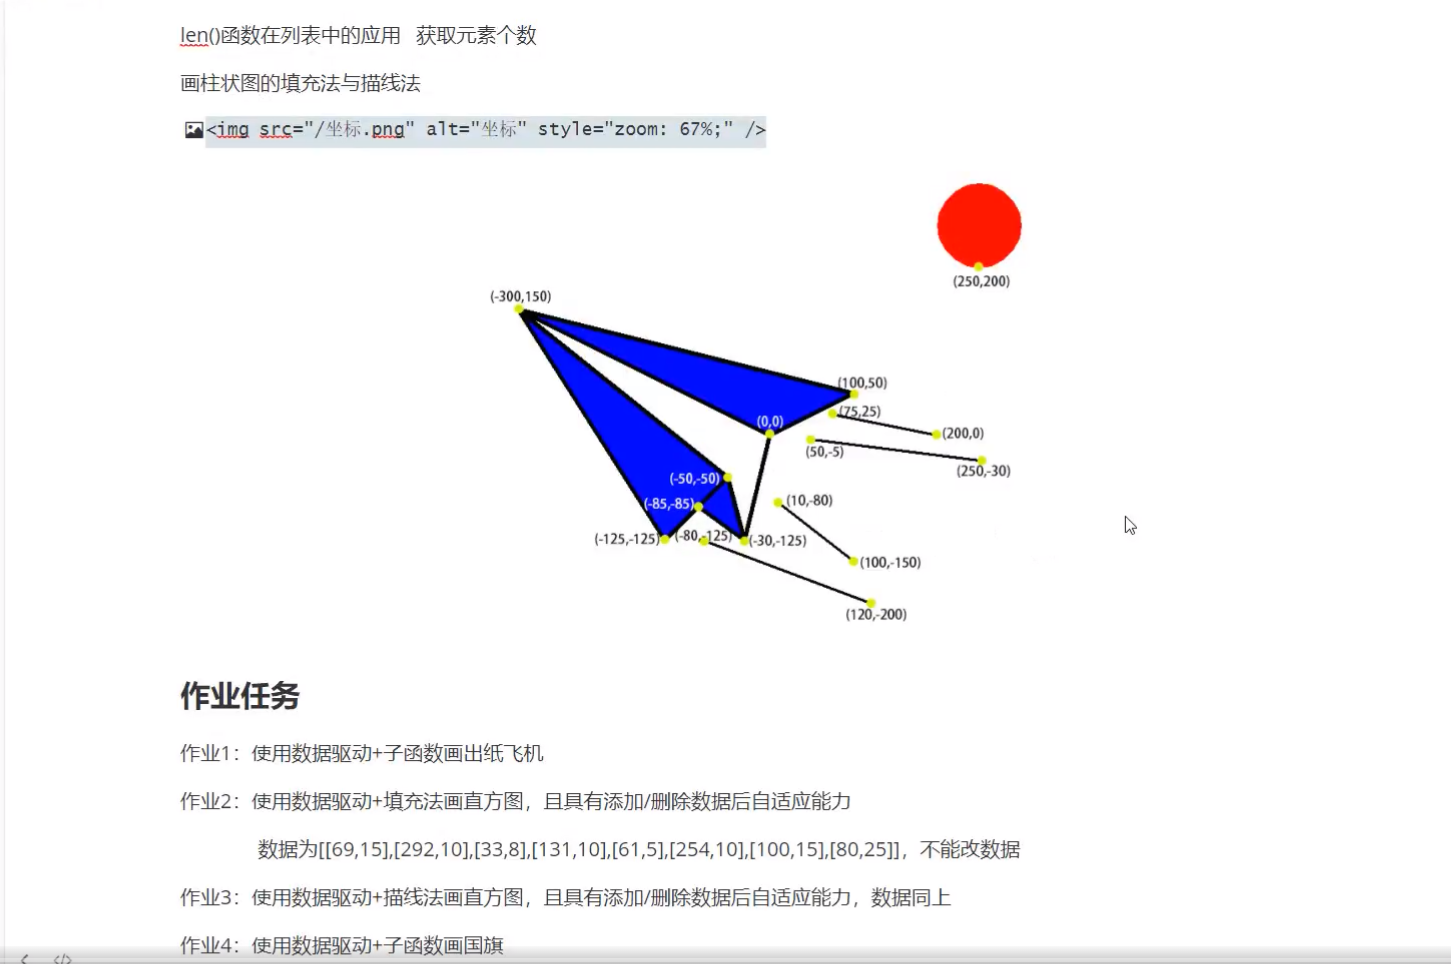 len()函数在列表中的应用 获取元素个数
画柱状图的填充法与描线法
<img src="/坐标.png" alt="坐标" style="zoom: 67%;" />
(250,200)
(-300,150)
(100,50)
(75,25)
(0,0)
(200,0)
(50,-5)
(250,-30)
(-50,-50)
(-85,-85)
(10,-80)
(-125,-125)
(-80,-125)
(-30,-125)
(100,-150)
(120,-200)
作业任务
作业1：使用数据驱动+子函数画出纸飞机
作业2：使用数据驱动+填充法画直方图，且具有添加/删除数据后自适应能力
数据为[[69,15],[292,10],[33,8],[131,10],[61,5],[254,10],[100,15],[80,25]]，不能改数据
作业3：使用数据驱动+描线法画直方图，且具有添加/删除数据后自适应能力，数据同上
作业4：使用数据驱动+子函数画国旗